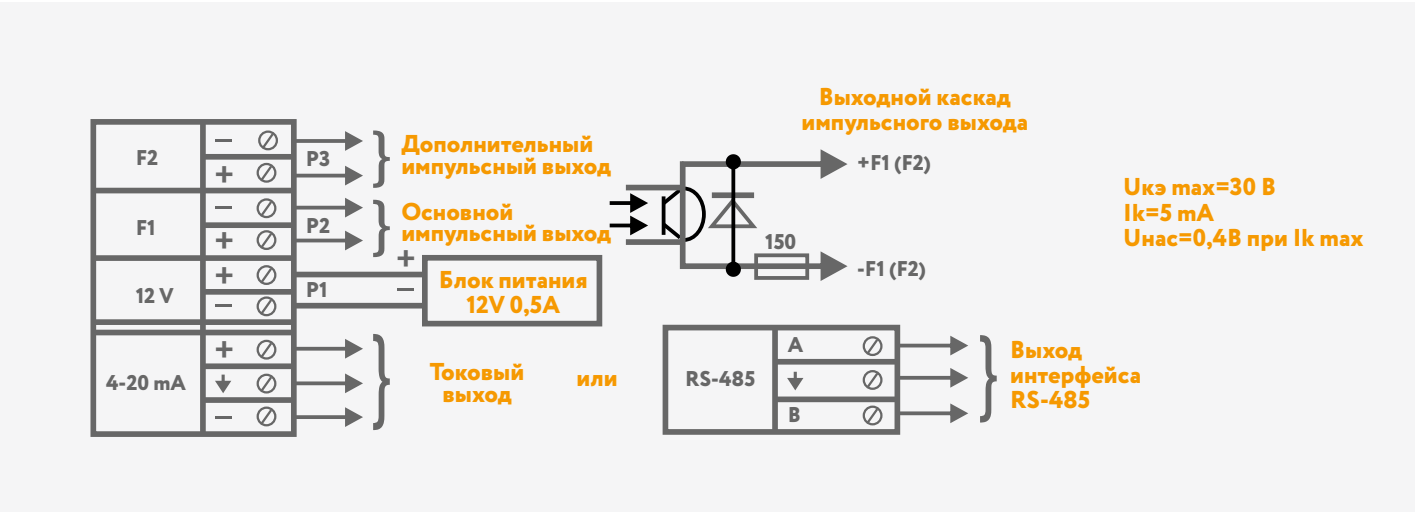 F2
−
+
P3
Дополнительный
импульсный выход
F1
−
+
P2
Основной
импульсный выход
12 V
+
−
P1
+
−
Блок питания
12V 0,5A
4-20 mA
+
−
Токовый
выход
или
Выходной каскад
импульсного выхода
+F1 (F2)
150
-F1 (F2)
Uкэ max=30 В
Ik=5 mA
Uнас=0,4В при Ik max
RS-485
A
B
Выход
интерфейса
RS-485